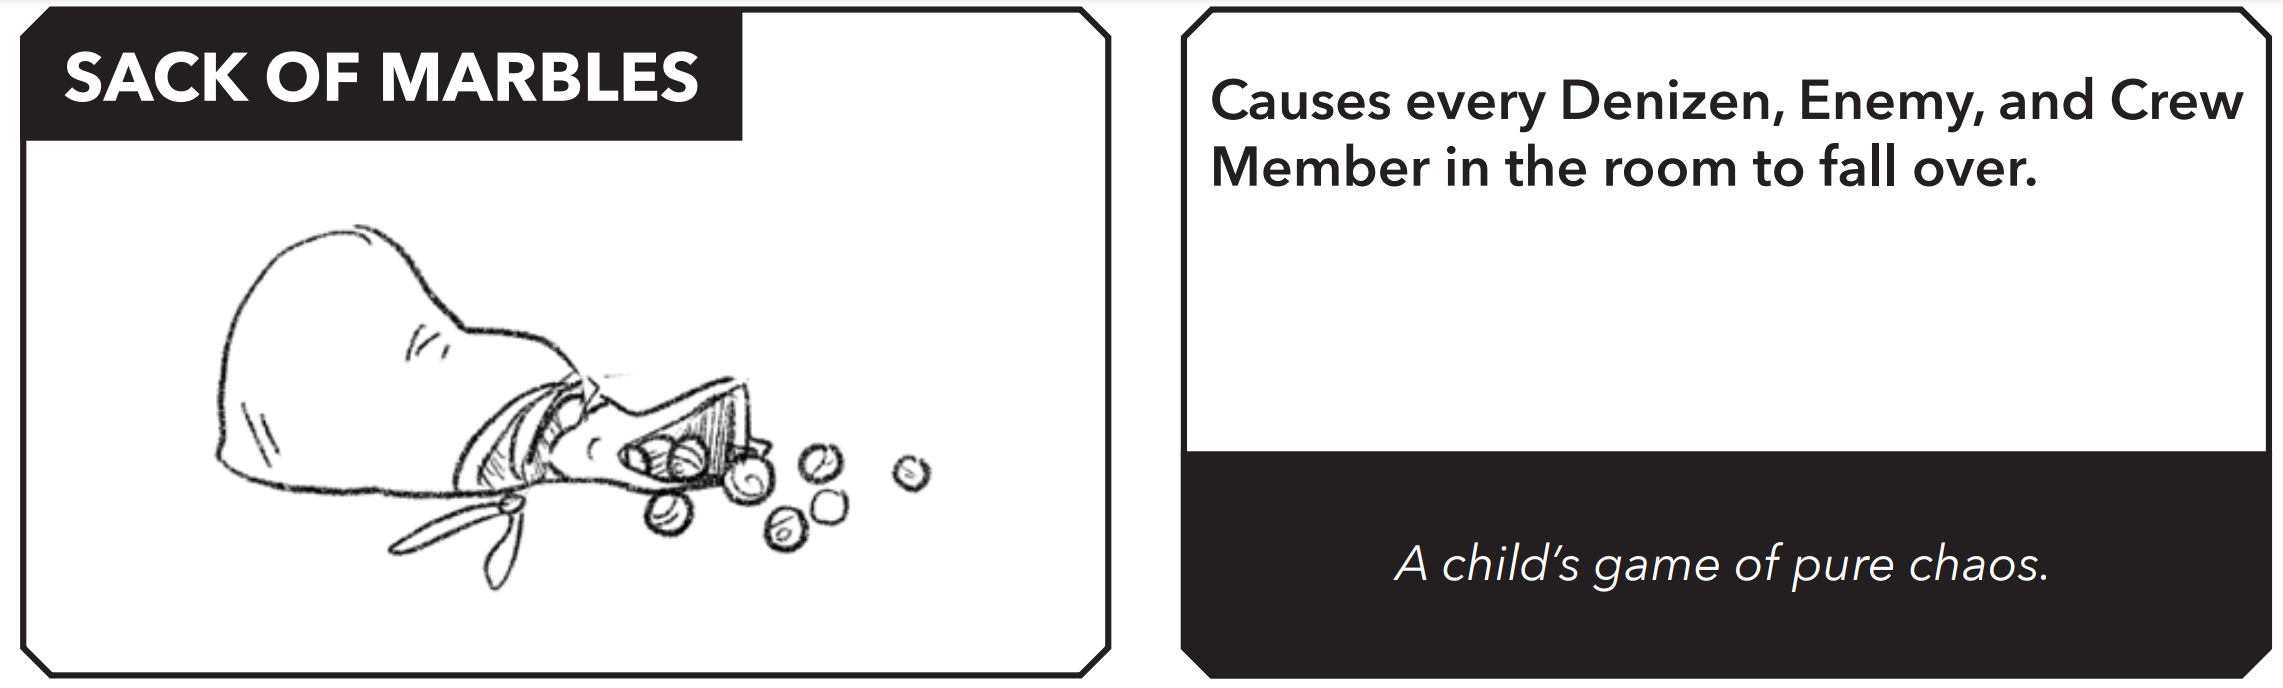 SACK OF MARBLES
Causes every Denizen, Enemy, and Crew
Member in the room to fall over.
A child’s game of pure chaos.